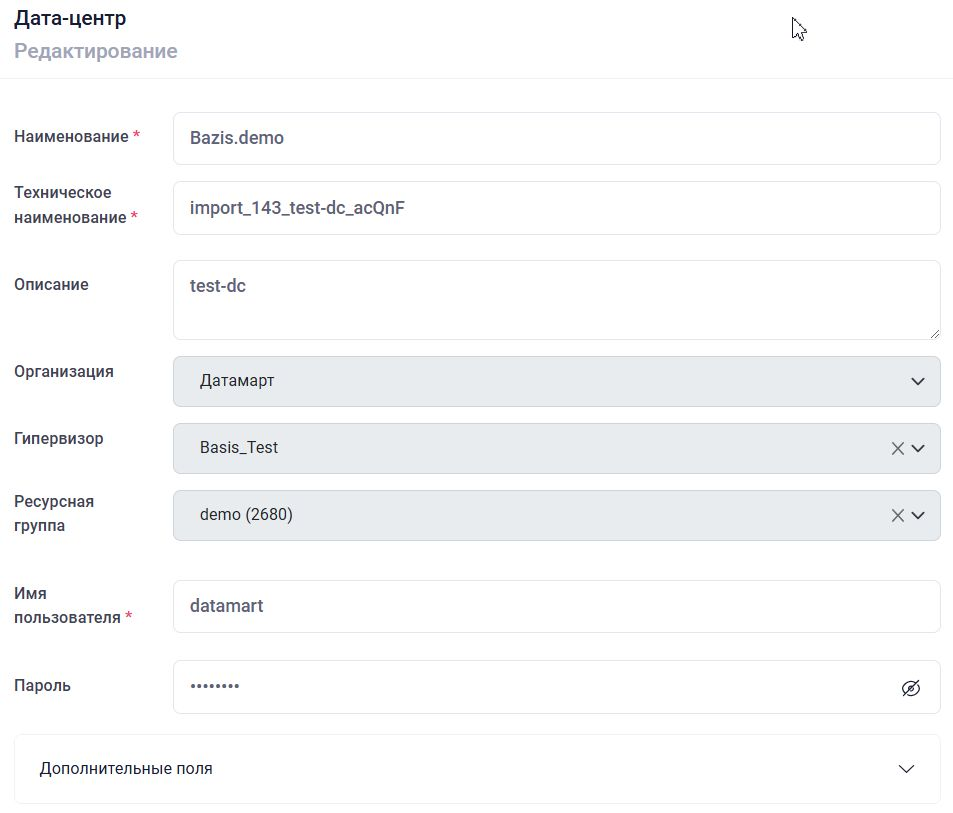 Дата-центр
Редактирование
Наименование *
Bazis.demo
Техническое
наименование *
import_143_test-dc_acQnF
Описание
test-dc
Организация
Датамарт
Гипервизор
Basis_Test
Ресурсная
группа
demo (2680)
Имя
пользователя *
datamart
Пароль
••••••••
Дополнительные поля